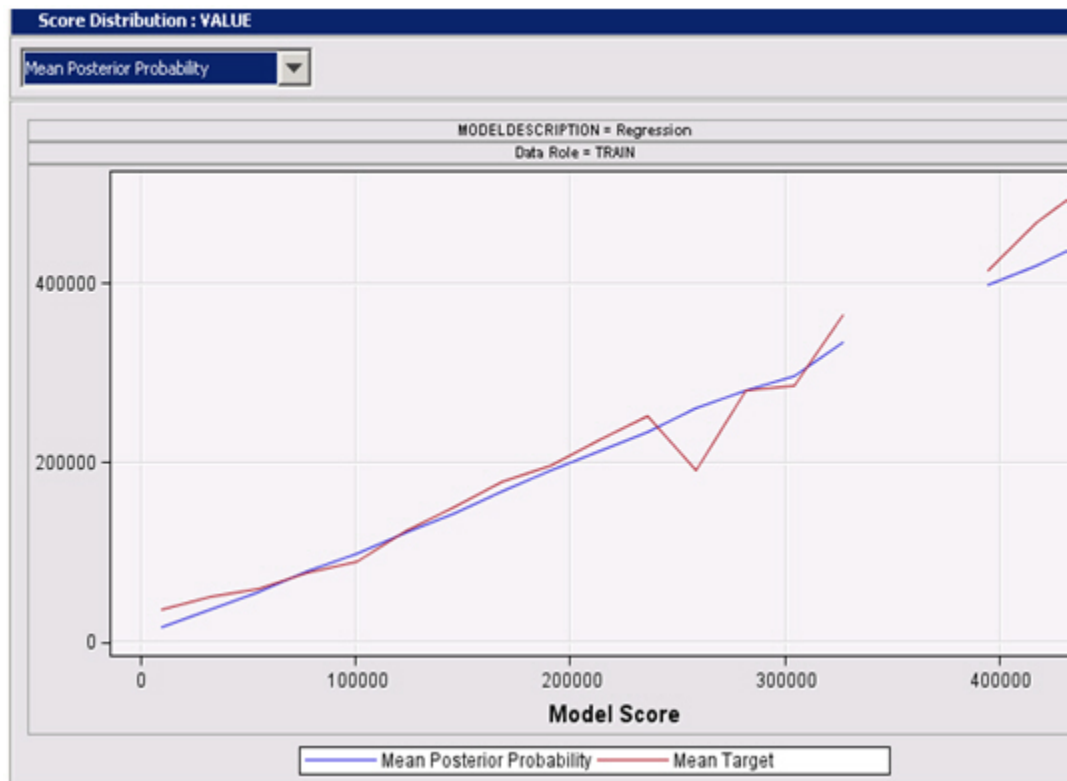 Score Distribution : VALUE
Mean Posterior Probability
MODELDESCRIPTION = Regression
Data Role = TRAIN
400000
200000
0
0 100000 200000 300000 400000
Model Score
Mean Posterior Probability Mean Target